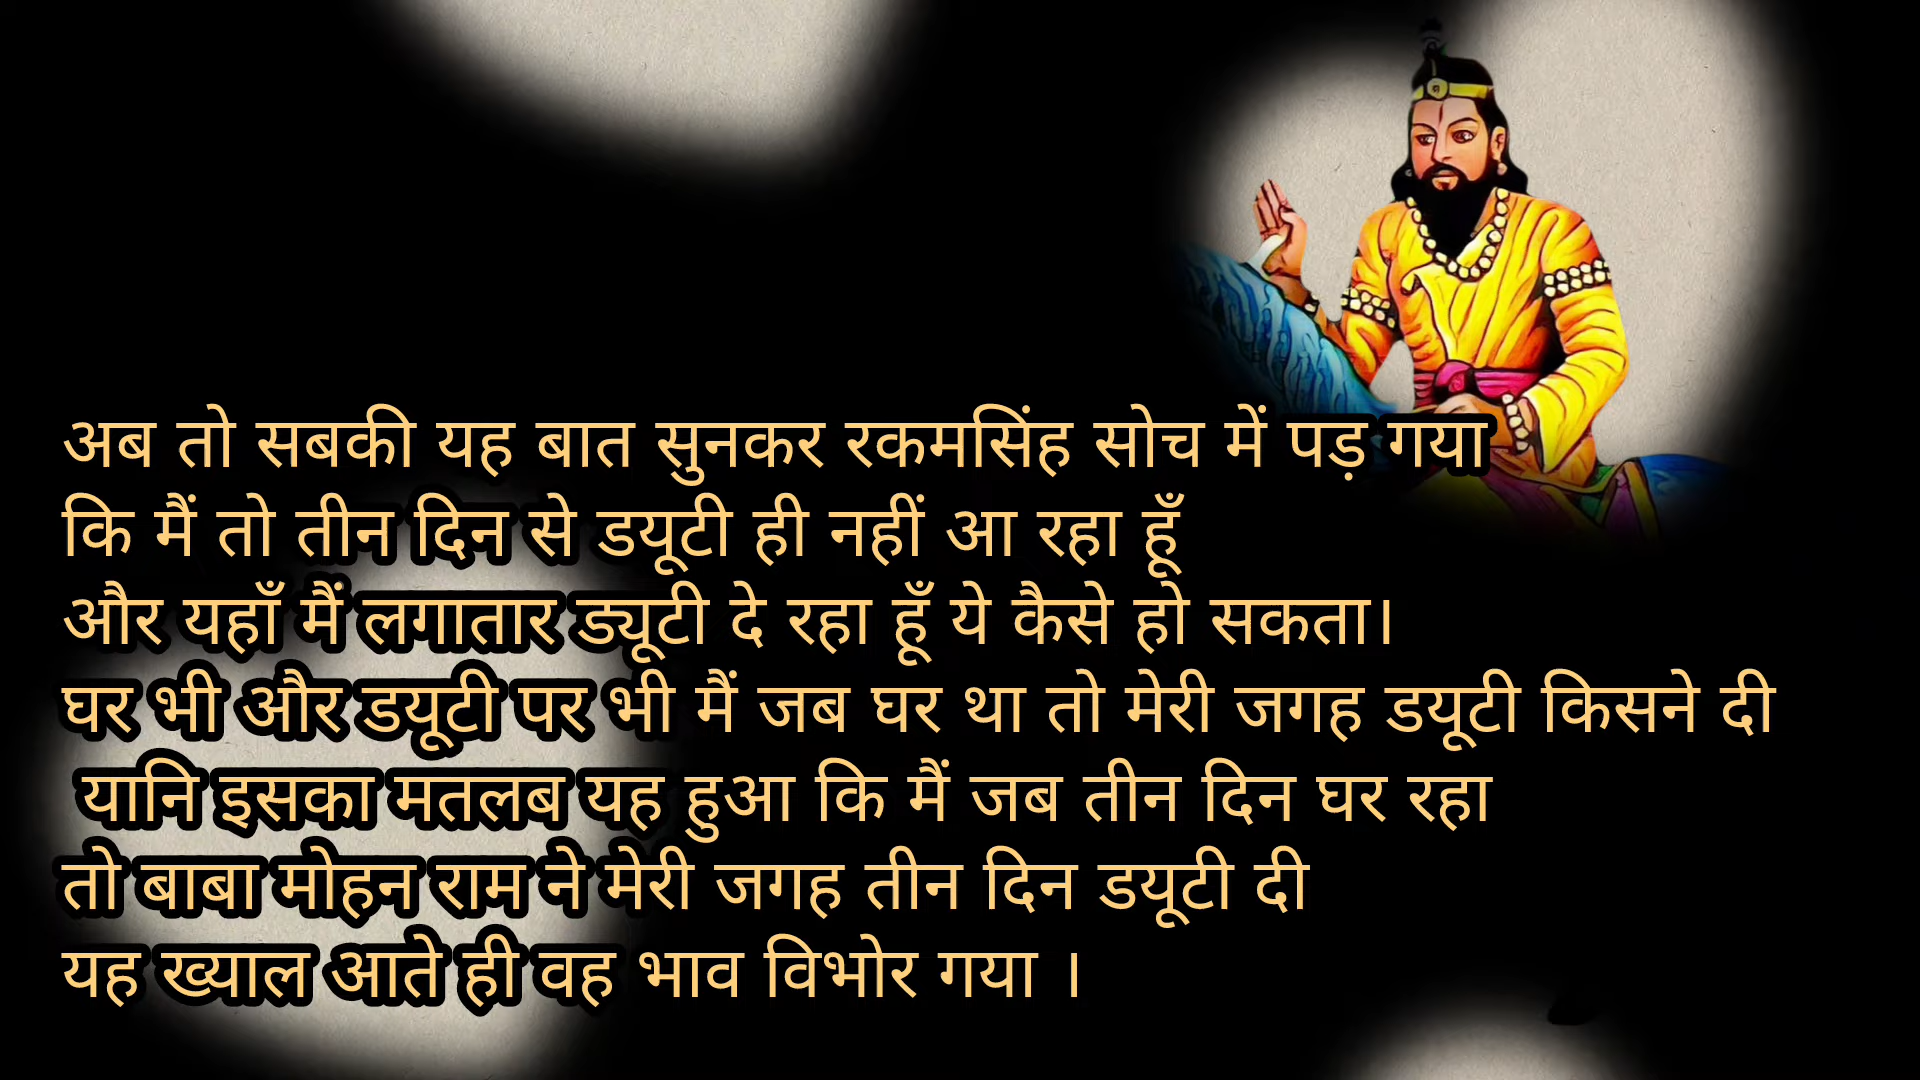 अब तो सबकी यह बात सुनकर रकमसिंह सोच में पड़ गया
कि मैं तो तीन दिन से डयूटी ही नहीं आ रहा हूँ
और यहाँ मैं लगातार ड्यूटी दे रहा हूँ ये कैसे हो सकता।
घर भी और डयूटी पर भी मैं जब घर था तो मेरी जगह डयूटी किसने दी
यानि इसका मतलब यह हुआ कि मैं जब तीन दिन घर रहा
तो बाबा मोहन राम ने मेरी जगह तीन दिन डयूटी दी
यह ख्याल आते ही वह भाव विभोर गया ।